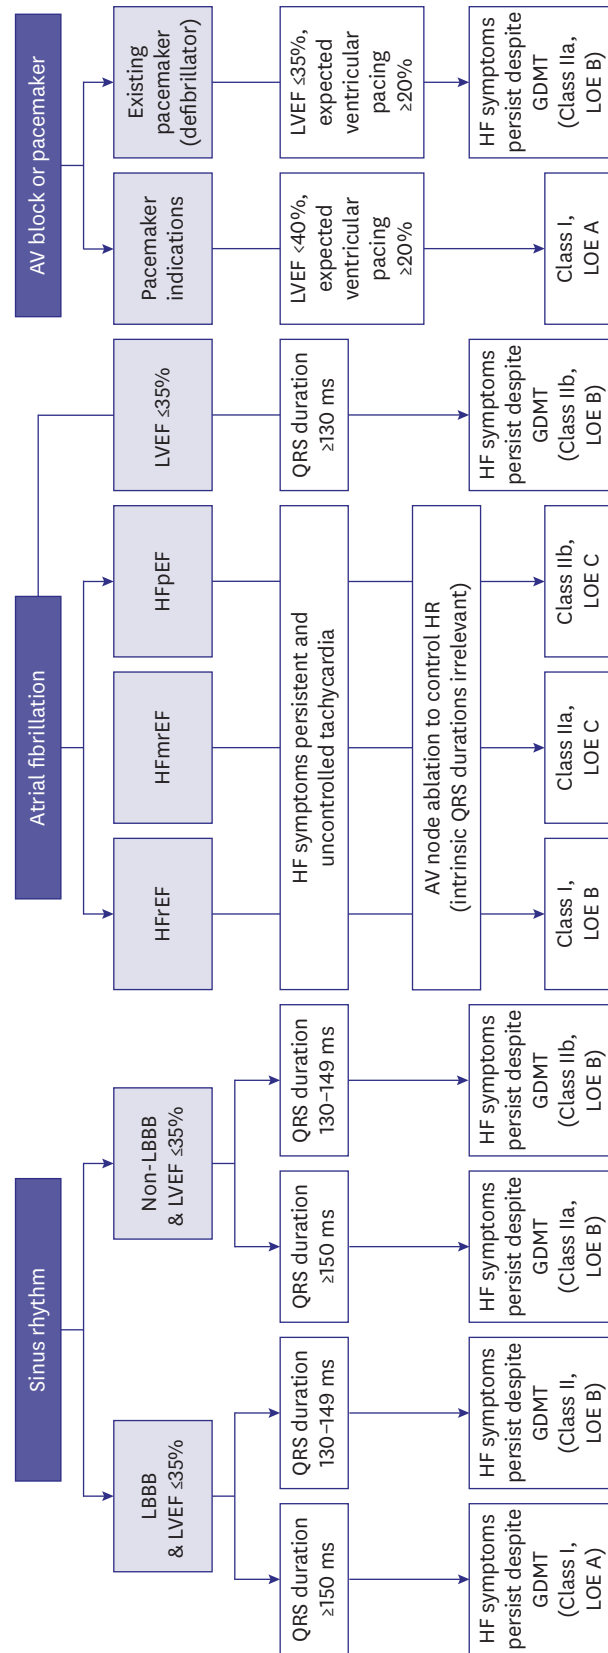 Sinus rhythm
LBBB
& LVEF ≤35%
QRS duration
≥150 ms
HF symptoms
persist despite
GDMT
(Class I,
LOE A)
QRS duration
130–149 ms
HF symptoms
persist despite
GDMT
(Class II,
LOE B)
Non-LBBB
& LVEF ≤35%
QRS duration
≥150 ms
HF symptoms
persist despite
GDMT
(Class IIa,
LOE B)
QRS duration
130–149 ms
HF symptoms
persist despite
GDMT
(Class IIb,
LOE B)
Atrial fibrillation
HFrEF
HFmrEF
HFpEF
HF symptoms persistent and
uncontrolled tachycardia
AV node ablation to control HR
(intrinsic QRS durations irrelevant)
Class I,
LOE B
Class IIa,
LOE C
Class IIb,
LOE C
LVEF ≤35%
QRS duration
≥130 ms
HF symptoms
persist despite
GDMT
(Class IIb,
LOE B)
AV block or pacemaker
Pacemaker
indications
LVEF <40%,
expected
ventricular
pacing
≥20%
Class I,
LOE A
Existing
pacemaker
(defibrillator)
LVEF ≤35%,
expected
ventricular
pacing
≥20%
HF symptoms
persist despite
GDMT
(Class IIa,
LOE B)